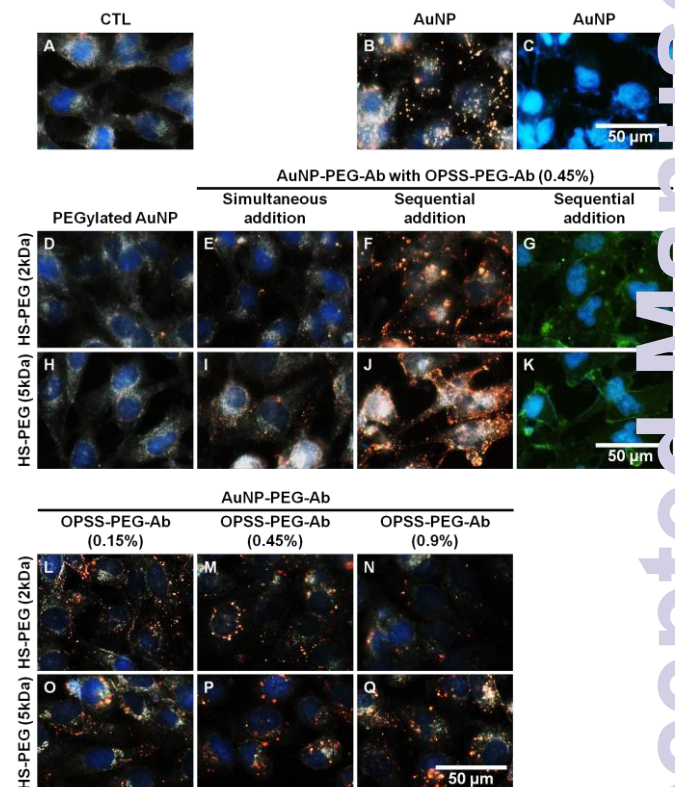 CTL
AuNP
AuNP
A
B
C
50 µm
AuNP-PEG-Ab with OPSS-PEG-Ab (0.45%)
PEGylated AuNP
Simultaneous
addition
Sequential
addition
Sequential
addition
HS-PEG (2kDa)
D
E
F
G
HS-PEG (5kDa)
H
I
J
K
50 µm
AuNP-PEG-Ab
OPSS-PEG-Ab
(0.15%)
OPSS-PEG-Ab
(0.45%)
OPSS-PEG-Ab
(0.9%)
HS-PEG (2kDa)
L
M
N
HS-PEG (5kDa)
O
P
Q
50 µm